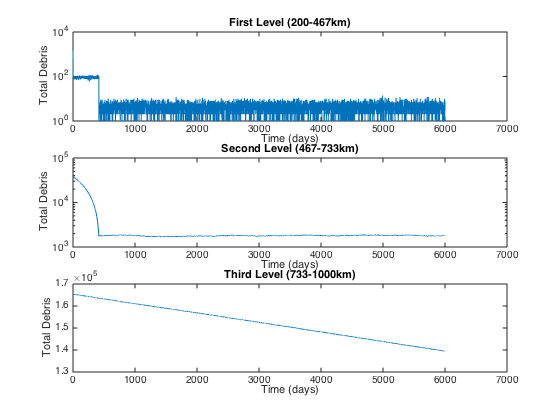 First Level (200-467km)
10^4
10^2
10^0
Total Debris
0 1000 2000 3000 4000 5000 6000 7000
Time (days)
Second Level (467-733km)
10^5
10^4
10^3
Total Debris
0 1000 2000 3000 4000 5000 6000 7000
Time (days)
Third Level (733-1000km)
×10^5
1.7
1.6
1.5
1.4
1.3
Total Debris
0 1000 2000 3000 4000 5000 6000 7000
Time (days)